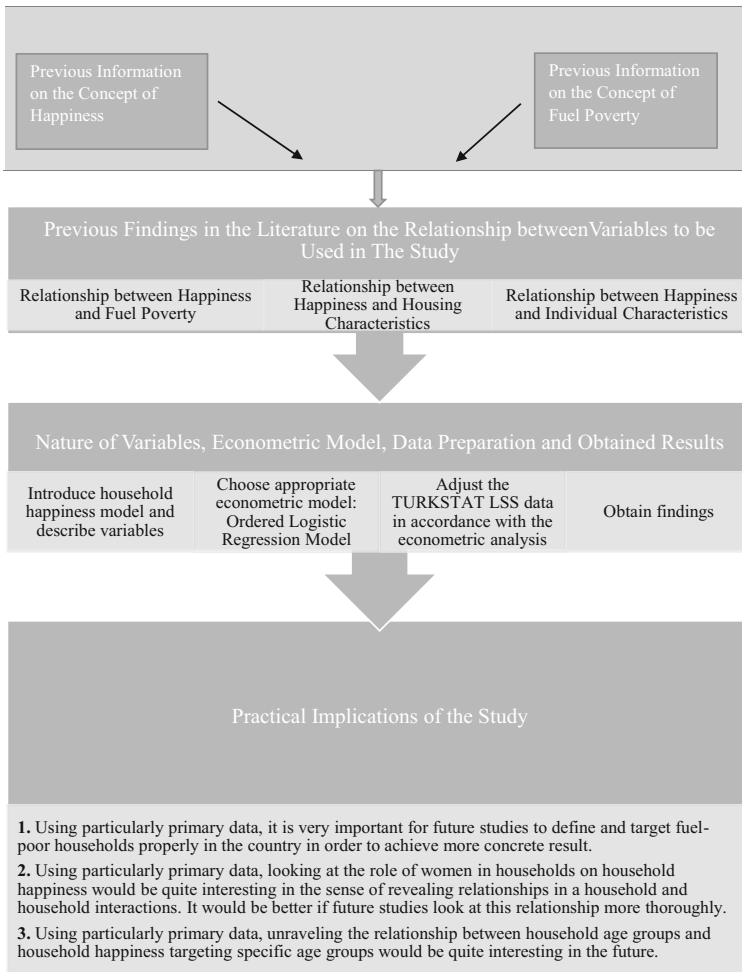 Previous Information
on the Concept of
Happiness
Previous Information
on the Concept of
Fuel Poverty
Previous Findings in the Literature on the Relationship betweenVariables to be
Used in The Study
Relationship between Happiness
and Fuel Poverty
Relationship between
Happiness and Housing
Characteristics
Relationship between Happiness
and Individual Characteristics
Nature of Variables, Econometric Model, Data Preparation and Obtained Results
Introduce household
happiness model and
describe variables
Choose appropriate
econometric model:
Ordered Logistic
Regression Model
Adjust the
TURKSTAT LSS data
in accordance with the
econometric analysis
Obtain findings
Practical Implications of the Study
1. Using particularly primary data, it is very important for future studies to define and target fuel-
poor households properly in the country in order to achieve more concrete result.
2. Using particularly primary data, looking at the role of women in households on household
happiness would be quite interesting in the sense of revealing relationships in a household and
household interactions. It would be better if future studies look at this relationship more thoroughly.
3. Using particularly primary data, unraveling the relationship between household age groups and
household happiness targeting specific age groups would be quite interesting in the future.